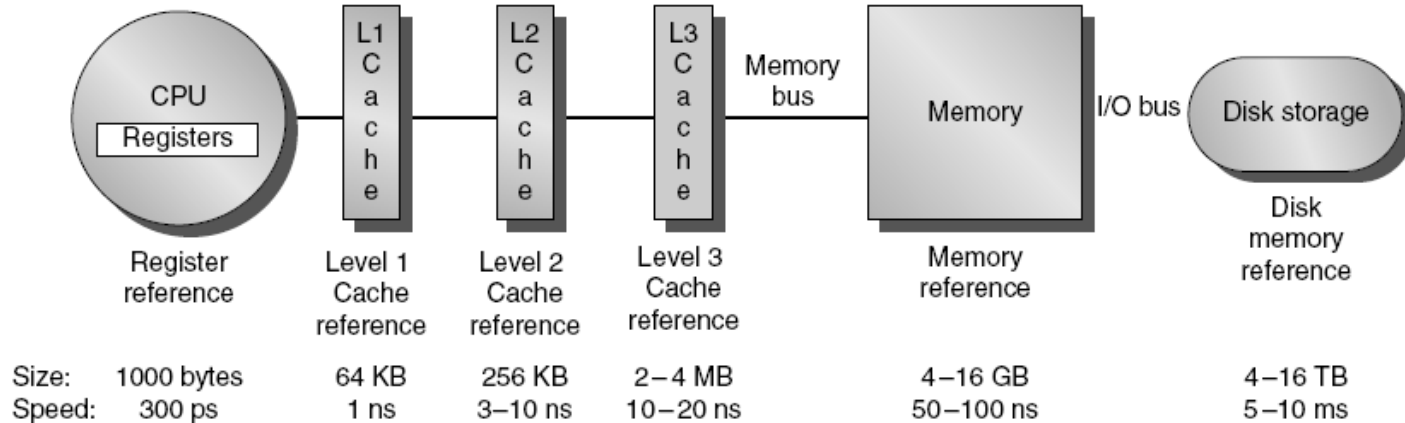 CPU
Registers
L1
C
a
c
h
e
L2
C
a
c
h
e
L3
C
a
c
h
e
Memory
bus
Memory
I/O bus
Disk storage
Register
reference
Level 1
Cache
reference
Level 2
Cache
reference
Level 3
Cache
reference
Memory
reference
Disk
memory
reference
Size: 1000 bytes 64 KB 256 KB 2–4 MB 4–16 GB 4–16 TB
Speed: 300 ps 1 ns 3–10 ns 10–20 ns 50–100 ns 5–10 ms